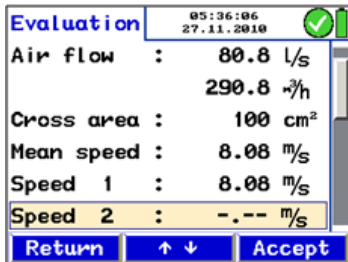 Evaluation
05:36:06
27.11.2010
Air flow : 80.8 l/s
290.8 m³/h
Cross area : 100 cm²
Mean speed : 8.08 m/s
Speed 1 : 8.08 m/s
Speed 2 : -.-- m/s
Return ↑ ↓ Accept